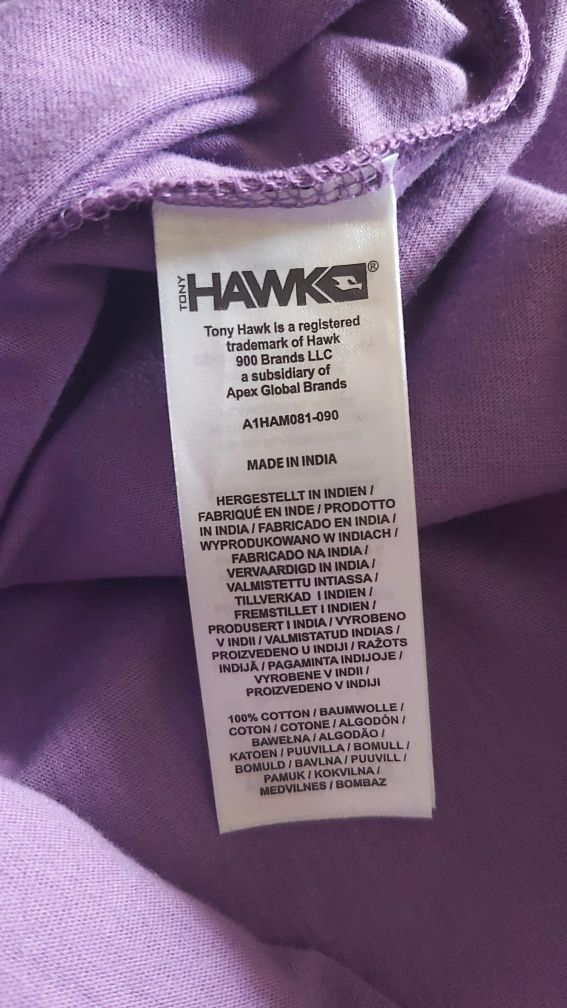 TONY HAWK®
Tony Hawk is a registered
trademark of Hawk
900 Brands LLC
a subsidiary of
Apex Global Brands
A1HAM081-090
MADE IN INDIA
HERGESTELLT IN INDIEN /
FABRIQUÉ EN INDE / PRODOTTO
IN INDIA / FABRICADO EN INDIA /
WYPRODUKOWANO W INDIACH /
FABRICADO NA INDIA /
VERVAARDIGD IN INDIA /
VALMISTETTU INTIASSA /
TILLVERKAD I INDIEN /
FREMSTILLET I INDIEN /
PRODUSERT I INDIA / VYROBENO
V INDII / VALMISTATUD INDIAS /
PROIZVEDENO U INDIJI / RAŽOTS
INDIJĀ / PAGAMINTA INDIJOJE /
VYROBENE V INDII /
PROIZVEDENO V INDIJI
100% COTTON / BAUMWOLLE /
COTON / COTONE / ALGODÓN /
BAWEŁNA / ALGODÃO /
KATOEN / PUUVILLA / BOMULL /
BOMULD / BAVLNA / PUUVILL /
PAMUK / KOKVILNA /
MEDVILNES / BOMBAZ